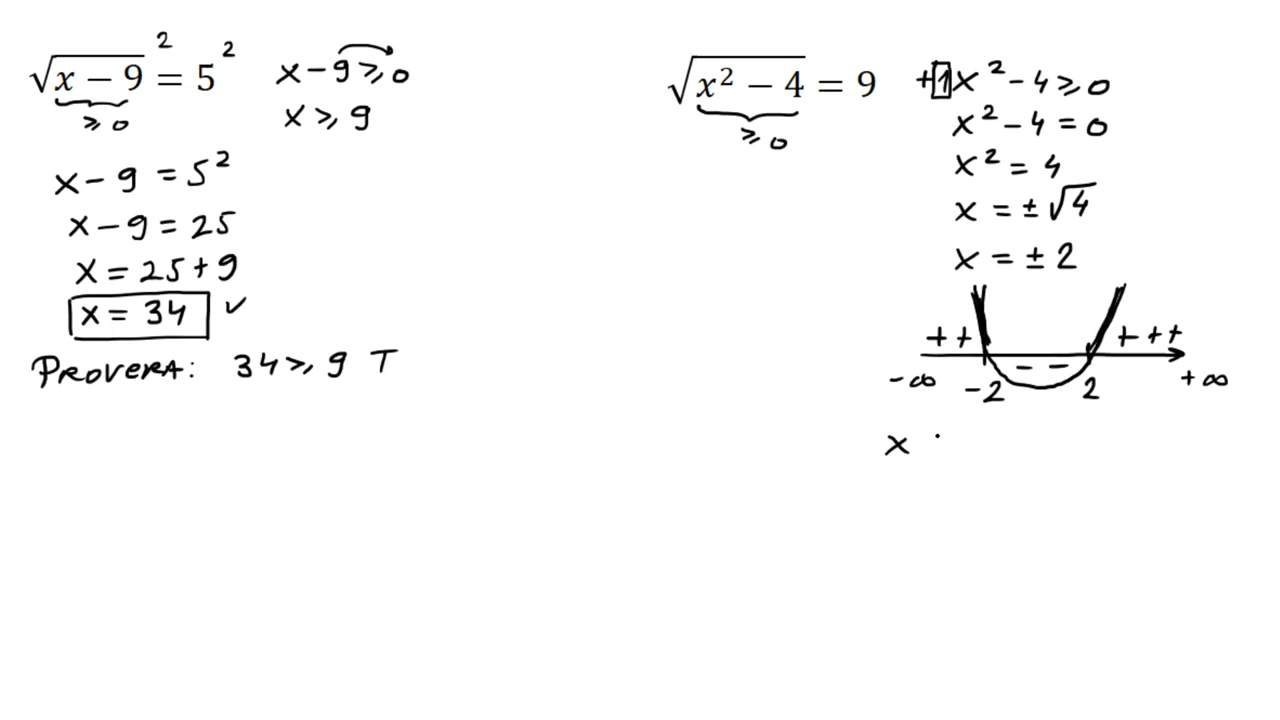 √(x − 9)² = 5²
x − 9 ≥ 0
≥ 0
x ≥ 9
x − 9 = 5²
x − 9 = 25
x = 25 + 9
x = 34 ✓
PROVERA: 34 ≥ 9 T
√(x² − 4) = 9
≥ 0
+1x² − 4 ≥ 0
x² − 4 = 0
x² = 4
x = ±√4
x = ± 2
+ + − − + + +
−∞ −2 2 +∞
x